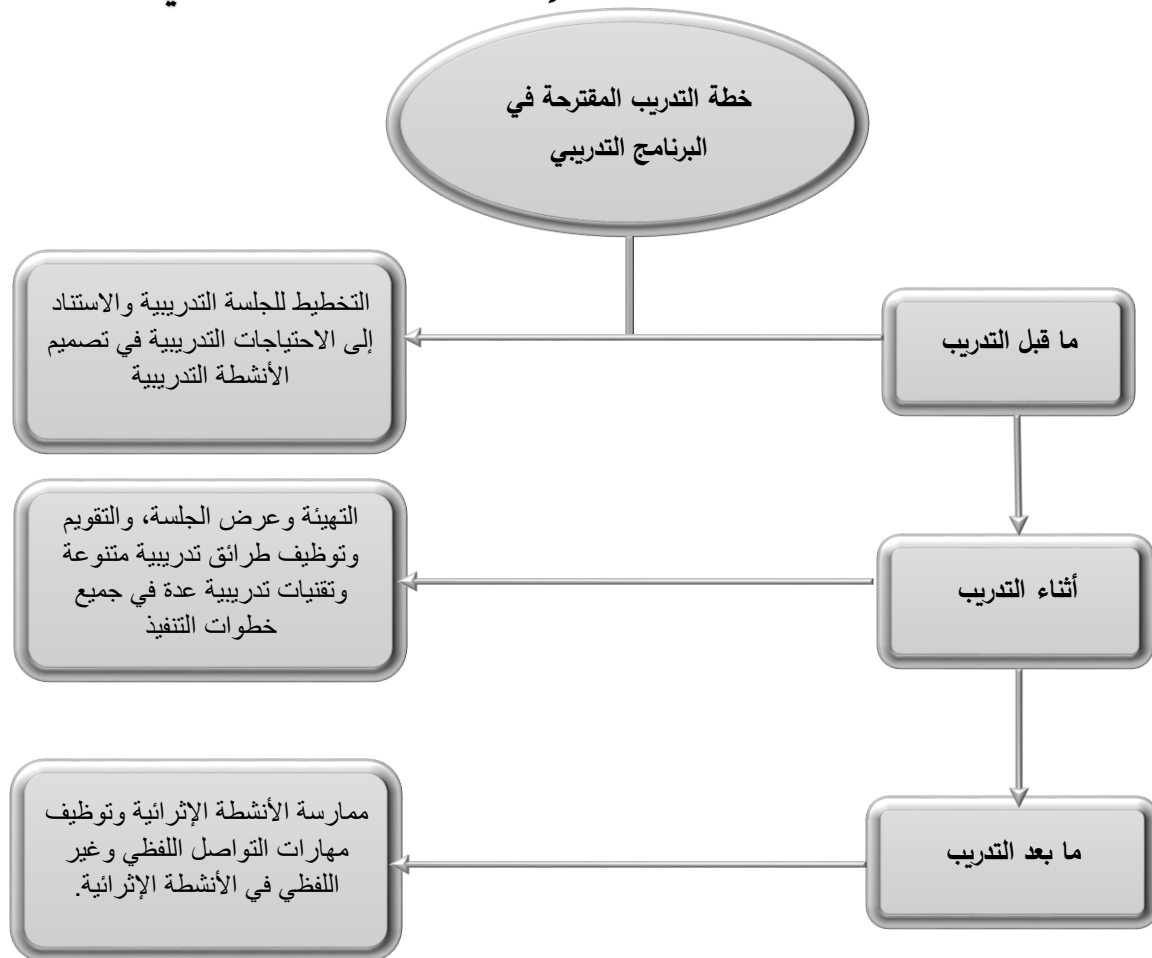 خطة التدريب المقترحة في
البرنامج التدريبي
ما قبل التدريب
التخطيط للجلسة التدريبية والاستناد
إلى الاحتياجات التدريبية في تصميم
الأنشطة التدريبية
أثناء التدريب
التهيئة وعرض الجلسة، والتقويم
وتوظيف طرائق تدريبية متنوعة
وتقنيات تدريبية عدة في جميع
خطوات التنفيذ
ما بعد التدريب
ممارسة الأنشطة الإثرائية وتوظيف
مهارات التواصل اللفظي وغير
اللفظي في الأنشطة الإثرائية.